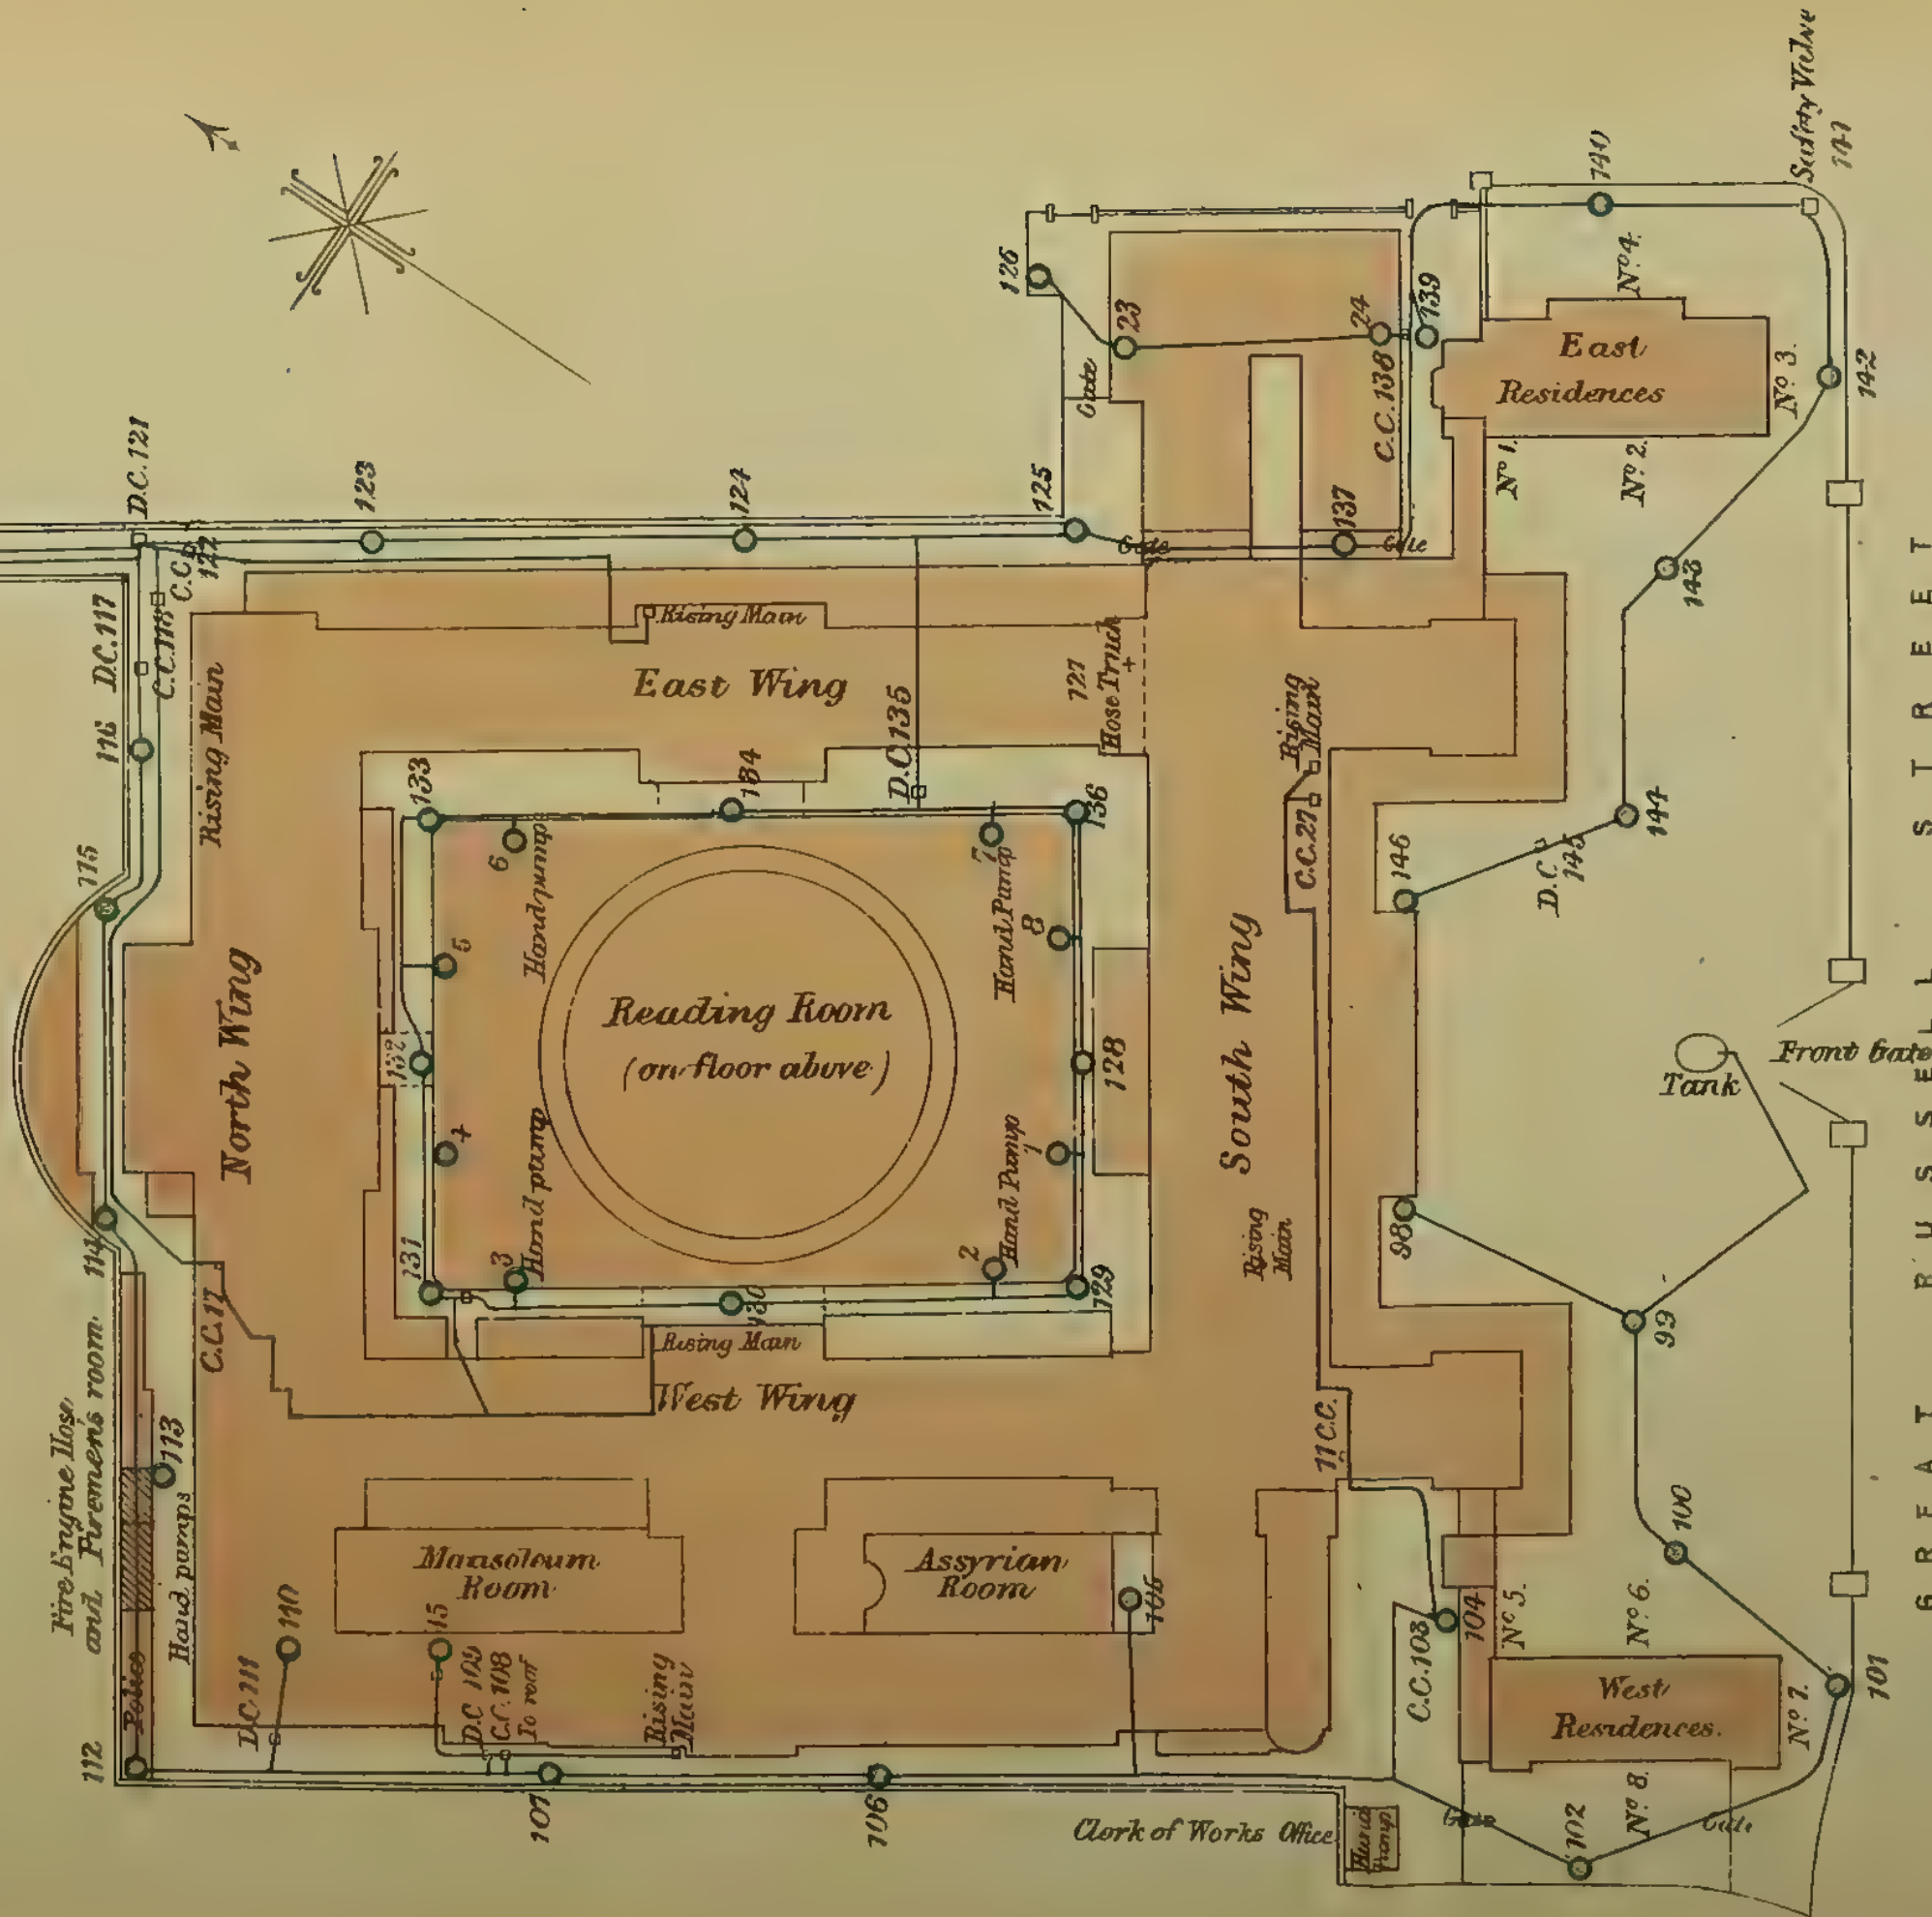 Safety Valve
141
140
126
23
24
139
Gate
C.C.138
East
Residences
Nº 4.
Nº 3.
142
Nº 1.
Nº 2.
D.C.121
C.C.
122
123
124
125
Gate
137
Gate
143
116
D.C.117
C.C.118
Rising Main
Rising Main
East Wing
D.C.135
127
Hose Truck
+
Rising
Main
C.C.27
115
133
134
136
146
D.C.
145
144
6
Hand pump
7
Hand Pump
5
8
North Wing
Reading Room
(on floor above)
132
128
South Wing
Tank
Front Gate
GREAT RUSSELL STREET
4
1
3
Hand pump
2
Hand Pump
131
130
129
Rising
Main
98
99
114
C.C.17
Rising Main
West Wing
11 C.C.
Fire Engine Hose
and Firemen's room.
113
Hand pumps
Police
112
D.C.111
110
15
D.C 109
C.C.108
To roof
Rising
Main
Mausoleum
Room
Assyrian
Room
105
107
106
C.C.103
104
Nº 5.
Nº 6.
100
101
West
Residences.
Nº 7.
Nº 8.
Clerk of Works Office
Hand
Pump
Gate
102
Gate